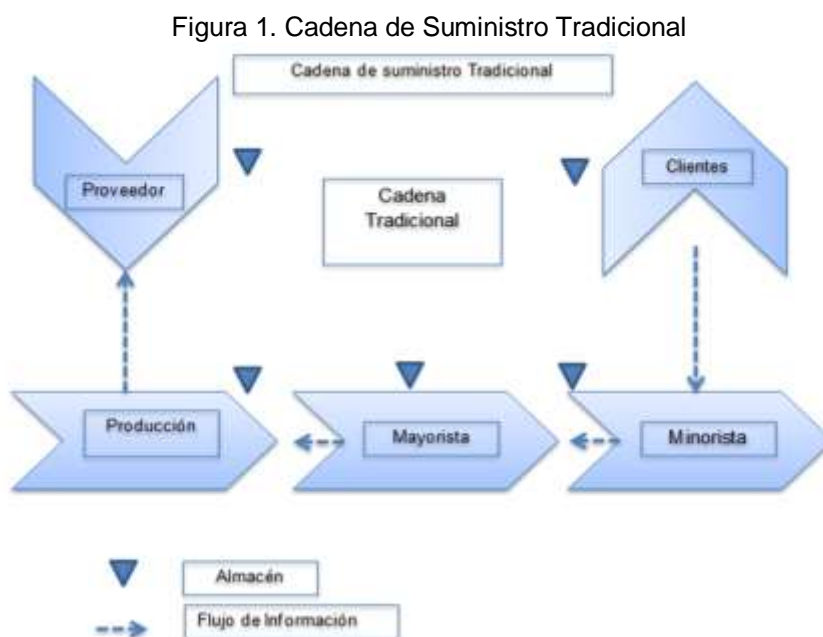 Figura 1. Cadena de Suministro Tradicional
Cadena de suministro Tradicional
Proveedor
Cadena
Tradicional
Clientes
Producción
Mayorista
Minorista
Almacén
Flujo de Información